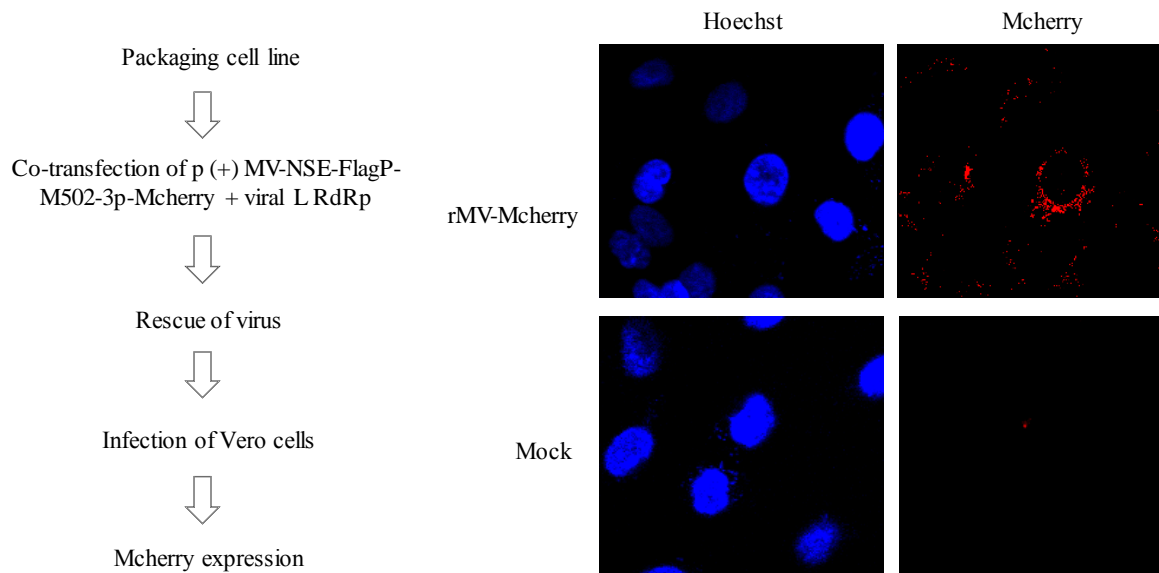 Packaging cell line
Co-transfection of p (+) MV-NSE-FlagP-
M502-3p-Mcherry + viral L RdRp
Rescue of virus
Infection of Vero cells
Mcherry expression
Hoechst
Mcherry
rMV-Mcherry
Mock